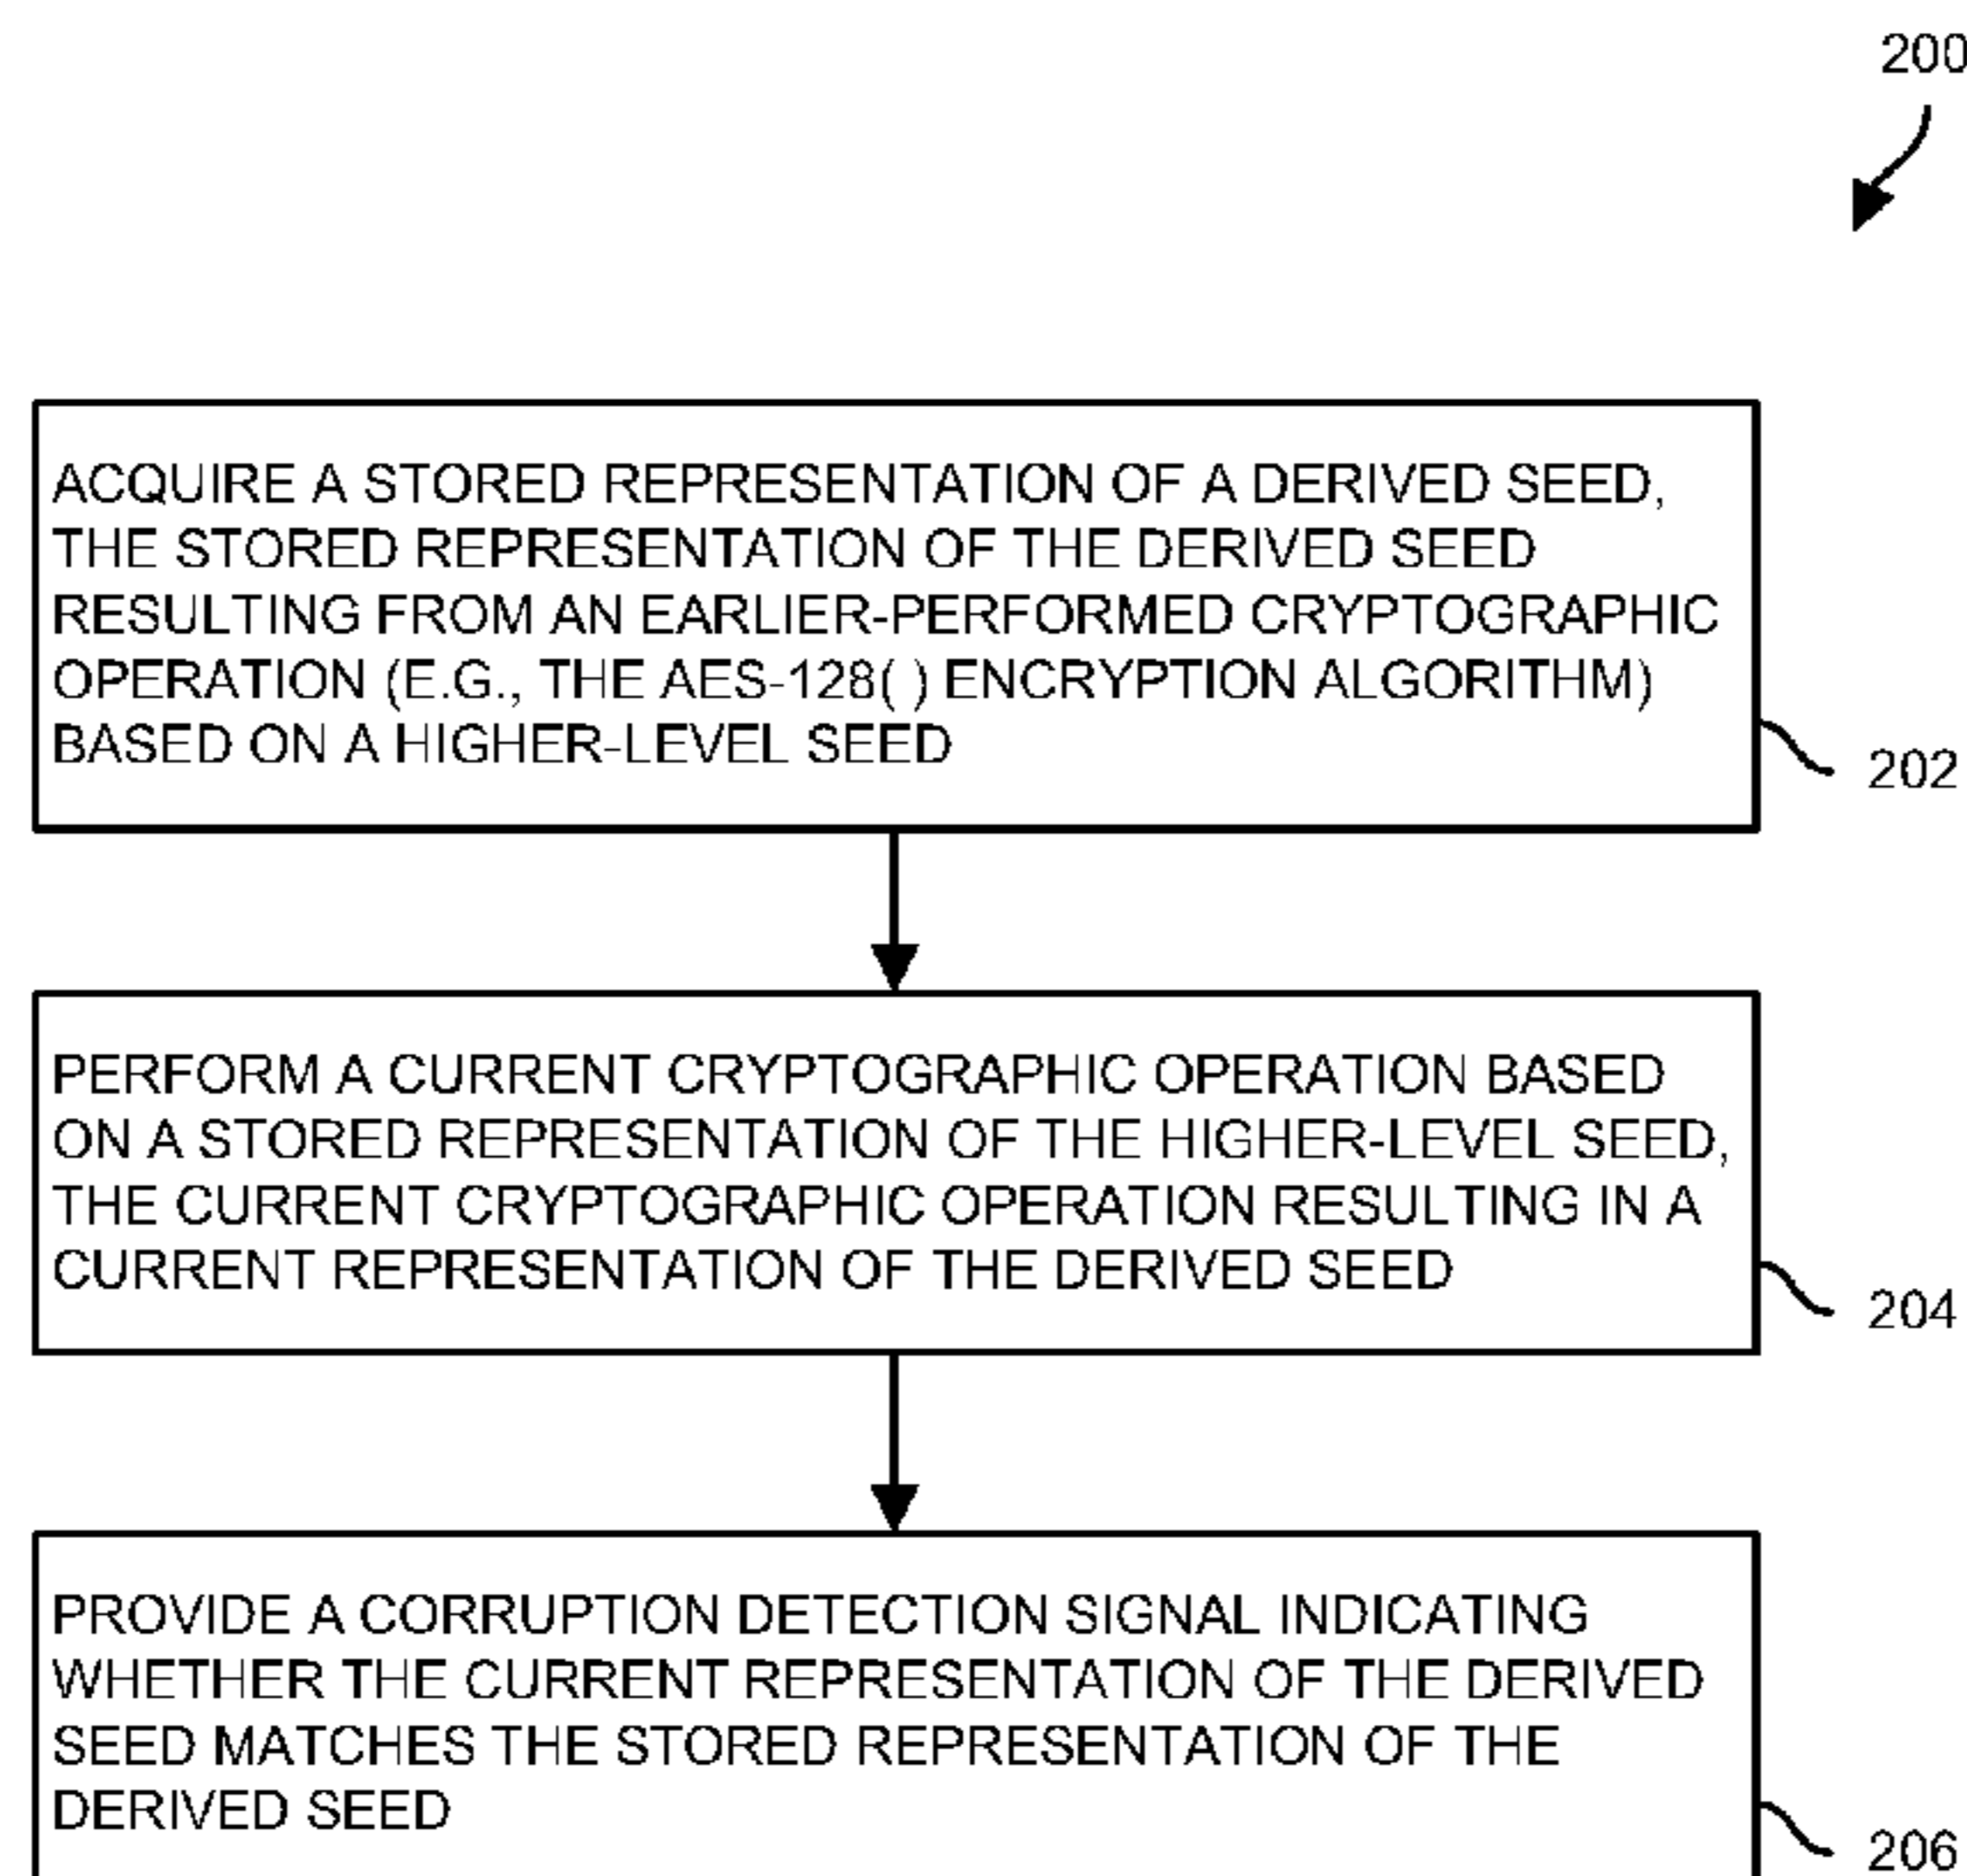 200
ACQUIRE A STORED REPRESENTATION OF A DERIVED SEED,
THE STORED REPRESENTATION OF THE DERIVED SEED
RESULTING FROM AN EARLIER-PERFORMED CRYPTOGRAPHIC
OPERATION (E.G., THE AES-128( ) ENCRYPTION ALGORITHM)
BASED ON A HIGHER-LEVEL SEED
202
PERFORM A CURRENT CRYPTOGRAPHIC OPERATION BASED
ON A STORED REPRESENTATION OF THE HIGHER-LEVEL SEED,
THE CURRENT CRYPTOGRAPHIC OPERATION RESULTING IN A
CURRENT REPRESENTATION OF THE DERIVED SEED
204
PROVIDE A CORRUPTION DETECTION SIGNAL INDICATING
WHETHER THE CURRENT REPRESENTATION OF THE DERIVED
SEED MATCHES THE STORED REPRESENTATION OF THE
DERIVED SEED
206